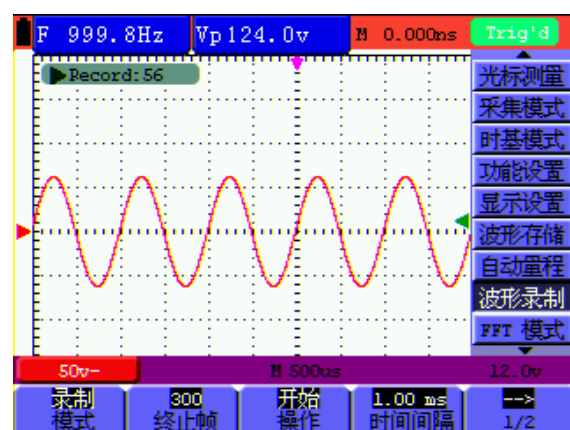 F 999.8Hz
Vp124.0v
M 0.000ns
Trig'd
Record:56
光标测量
采集模式
时基模式
功能设置
显示设置
波形存储
自动量程
波形录制
FFT 模式
50v~
M 500us
12.0v
录制
模式
300
终止帧
开始
操作
1.00 ms
时间间隔
-->
1/2